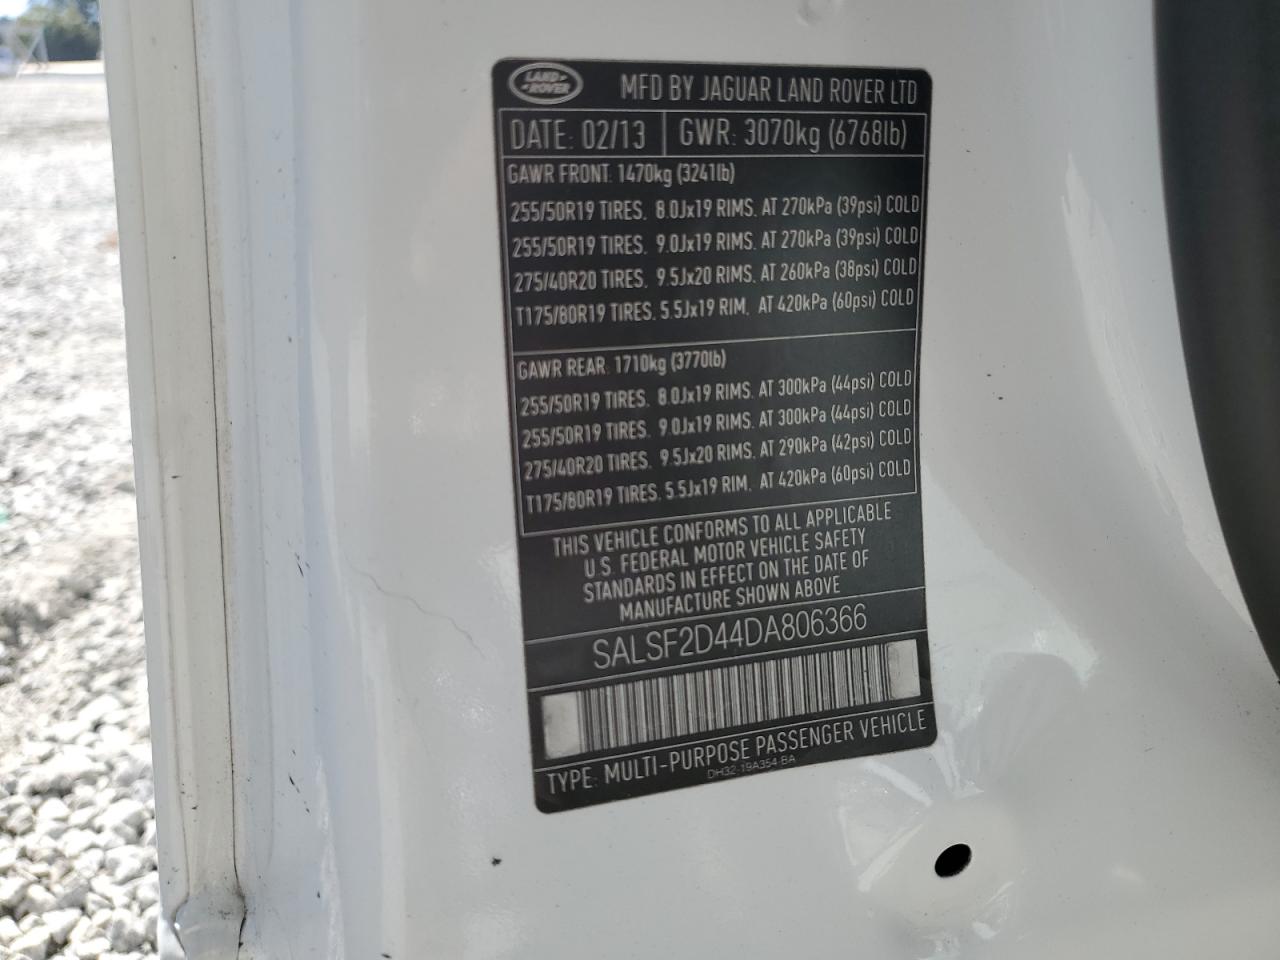 LAND ROVER
MFD BY JAGUAR LAND ROVER LTD
DATE: 02/13 GWR: 3070kg (6768lb)
GAWR FRONT: 1470kg (3241lb)
255/50R19 TIRES. 8.0Jx19 RIMS. AT 270kPa (39psi) COLD
255/50R19 TIRES. 9.0Jx19 RIMS. AT 270kPa (39psi) COLD
275/40R20 TIRES. 9.5Jx20 RIMS. AT 260kPa (38psi) COLD
T175/80R19 TIRES. 5.5Jx19 RIM. AT 420kPa (60psi) COLD
GAWR REAR: 1710kg (3770lb)
255/50R19 TIRES. 8.0Jx19 RIMS. AT 300kPa (44psi) COLD
255/50R19 TIRES. 9.0Jx19 RIMS. AT 300kPa (44psi) COLD
275/40R20 TIRES. 9.5Jx20 RIMS. AT 290kPa (42psi) COLD
T175/80R19 TIRES. 5.5Jx19 RIM. AT 420kPa (60psi) COLD
THIS VEHICLE CONFORMS TO ALL APPLICABLE
U.S. FEDERAL MOTOR VEHICLE SAFETY
STANDARDS IN EFFECT ON THE DATE OF
MANUFACTURE SHOWN ABOVE
SALSF2D44DA806366
TYPE: MULTI-PURPOSE PASSENGER VEHICLE
DH32-19A354-BA